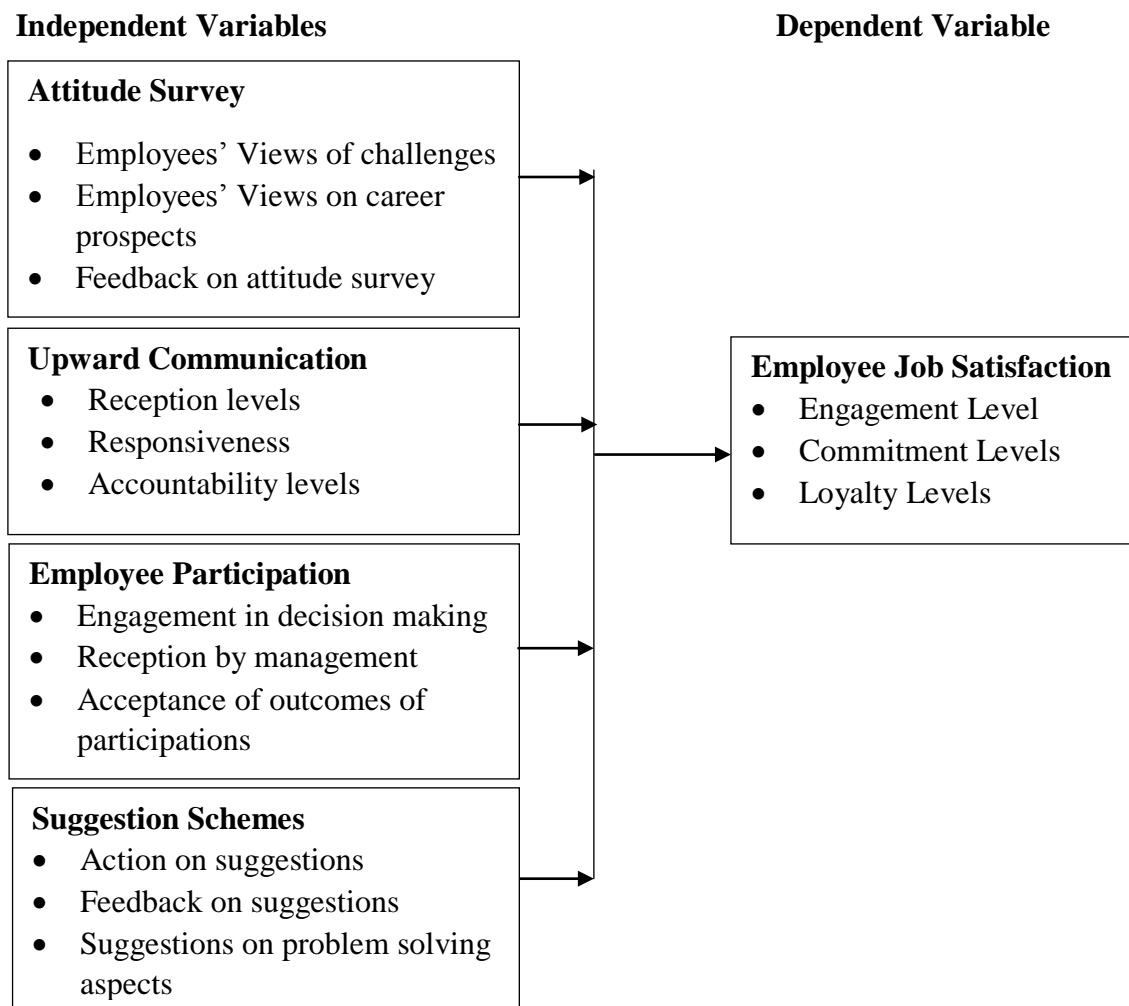 Independent Variables
Dependent Variable
Attitude Survey
• Employees’ Views of challenges
• Employees’ Views on career
prospects
• Feedback on attitude survey
Upward Communication
• Reception levels
• Responsiveness
• Accountability levels
Employee Participation
• Engagement in decision making
• Reception by management
• Acceptance of outcomes of
participations
Suggestion Schemes
• Action on suggestions
• Feedback on suggestions
• Suggestions on problem solving
aspects
Employee Job Satisfaction
• Engagement Level
• Commitment Levels
• Loyalty Levels